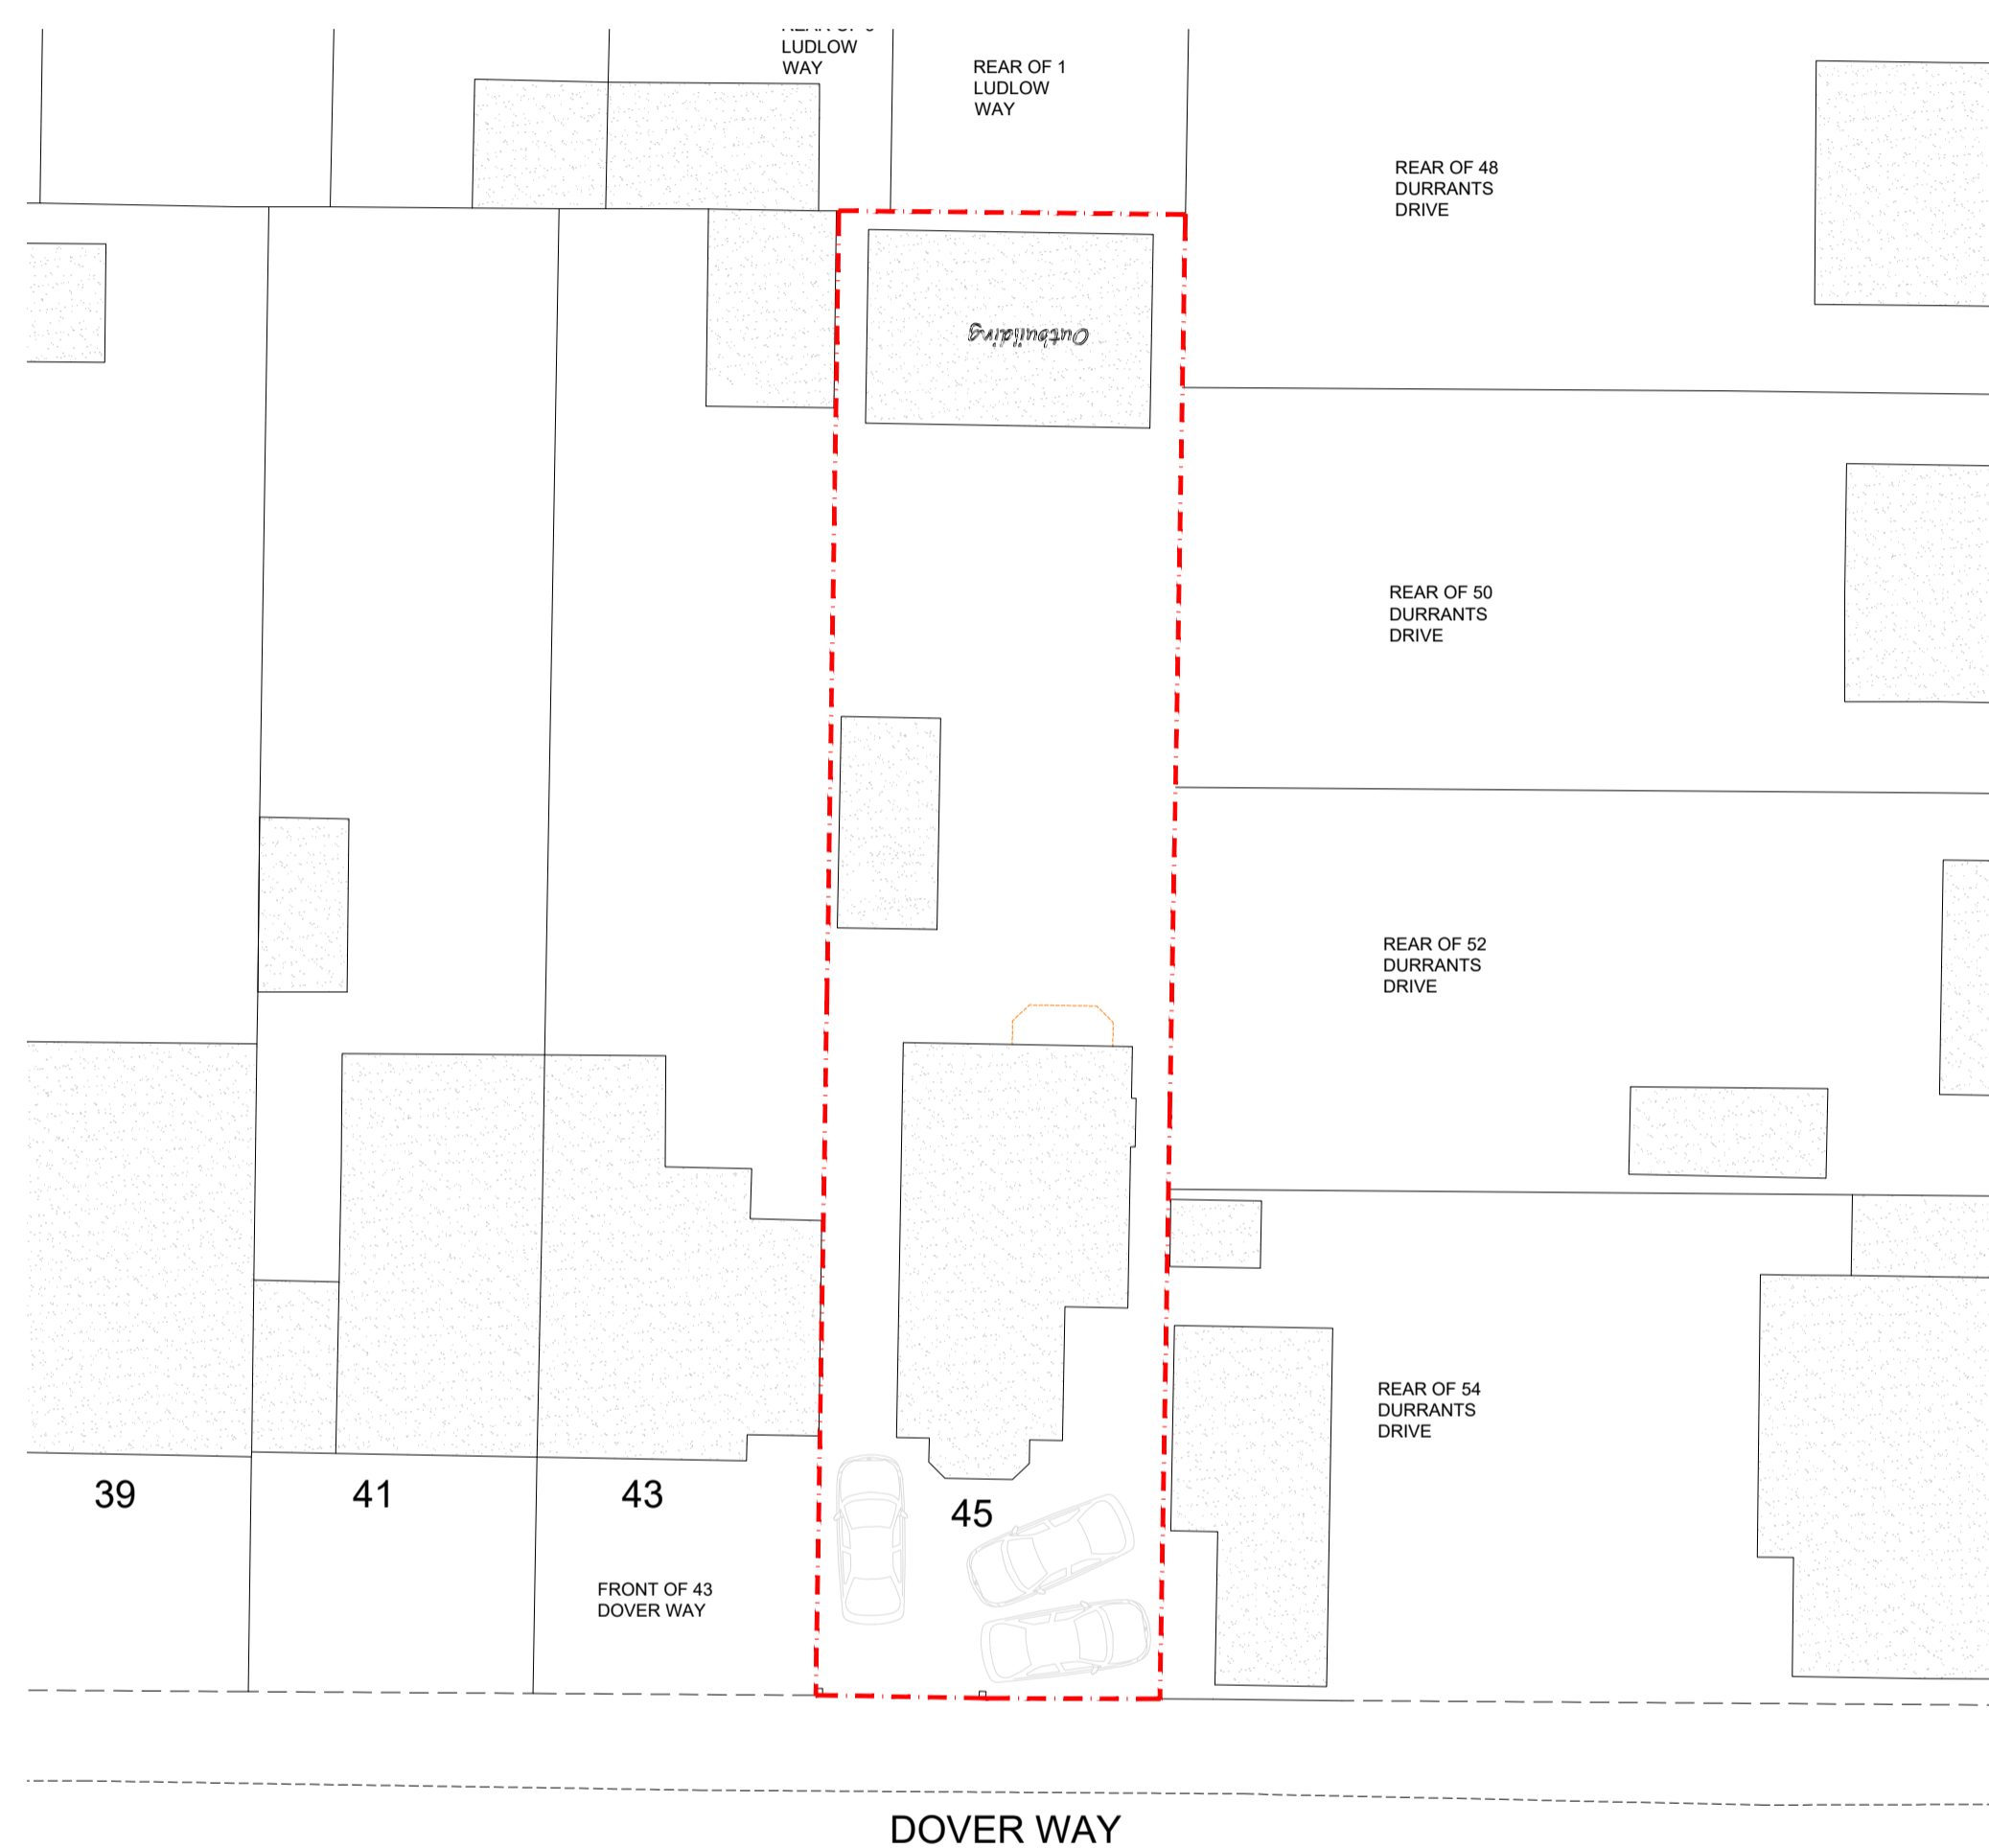 LUDLOW
WAY
REAR OF 1
LUDLOW
WAY
REAR OF 48
DURRANTS
DRIVE
Outbuilding
REAR OF 50
DURRANTS
DRIVE
REAR OF 52
DURRANTS
DRIVE
REAR OF 54
DURRANTS
DRIVE
39
41
43
45
FRONT OF 43
DOVER WAY
DOVER WAY